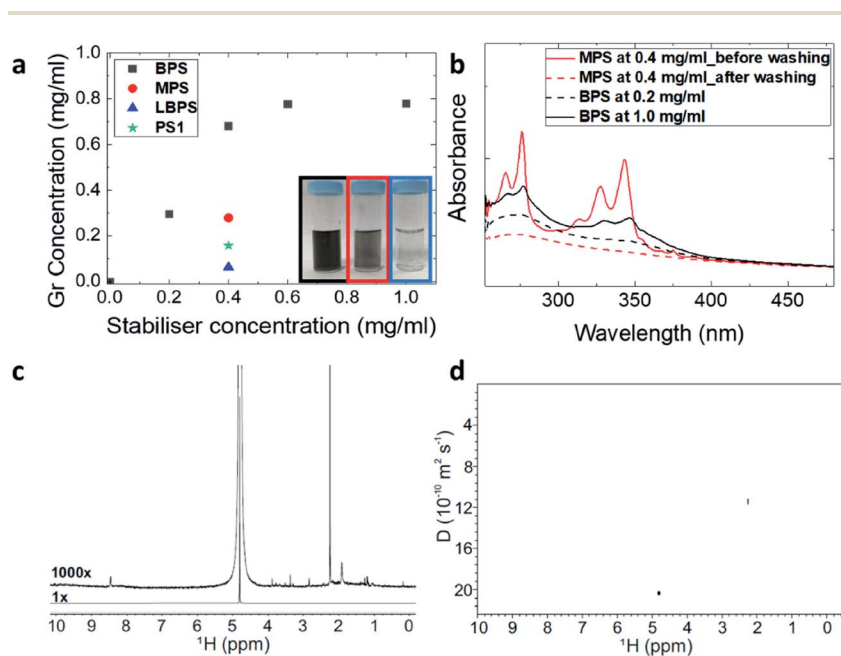 a
Gr Concentration (mg/ml)
1.0
0.8
0.6
0.4
0.2
0.0
BPS
MPS
LBPS
PS1
0.0 0.2 0.4 0.6 0.8 1.0
Stabiliser concentration (mg/ml)
b
Absorbance
MPS at 0.4 mg/ml_before washing
MPS at 0.4 mg/ml_after washing
BPS at 0.2 mg/ml
BPS at 1.0 mg/ml
300 350 400 450
Wavelength (nm)
c
1000x
1x
10 9 8 7 6 5 4 3 2 1 0
¹H (ppm)
d
D (10⁻¹⁰ m² s⁻¹)
4
8
12
16
20
10 9 8 7 6 5 4 3 2 1 0
¹H (ppm)